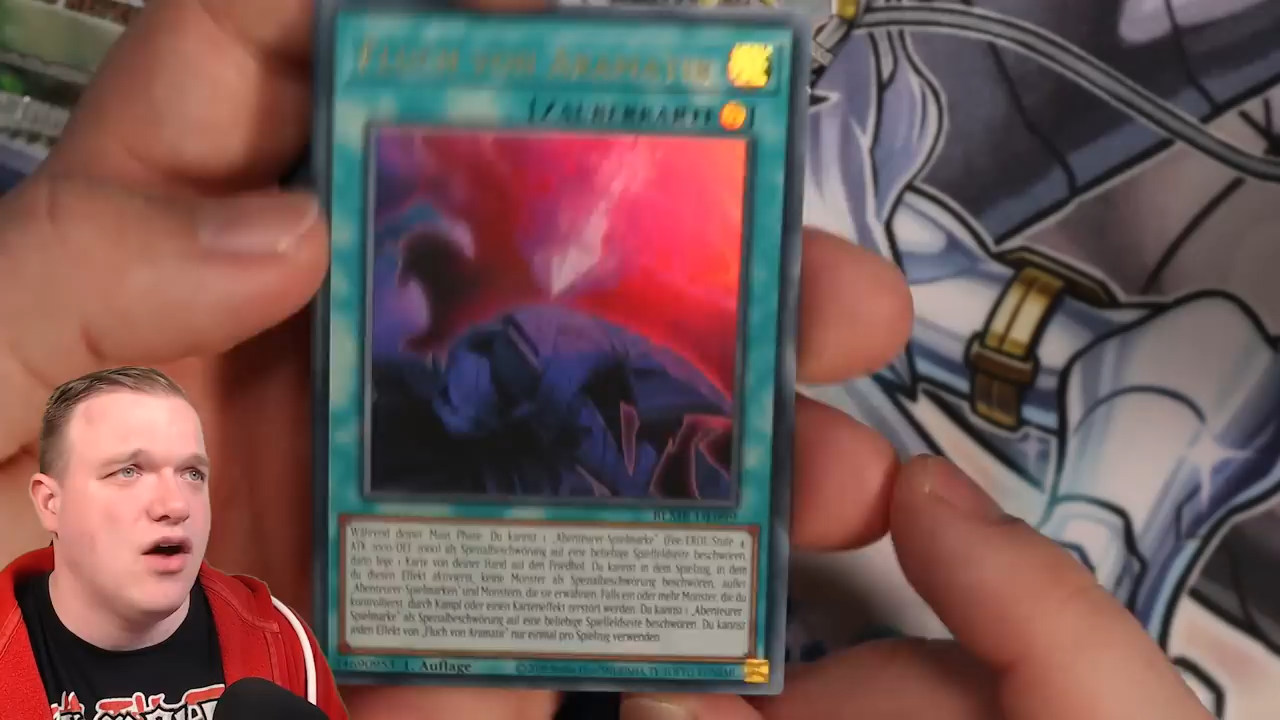 FLUCH VON ARAMATIR
[ZAUBERKARTE ]
Während deiner Main Phase: Du kannst 1 „Abenteurer-Spielmarke" (Fee/ERDE/Stufe 4/
ATK 2000/DEF 2000) als Spezialbeschwörung auf eine beliebige Spielfeldseite beschwören,
dann lege 1 Karte von deiner Hand auf den Friedhof. Du kannst in dem Spielzug, in dem
du diesen Effekt aktivierst, keine Monster als Spezialbeschwörung beschwören, außer
„Abenteurer-Spielmarken" und Monstern, die sie erwähnen. Falls ein oder mehr Monster, die du
kontrollierst, durch Kampf oder einen Karteneffekt zerstört werden: Du kannst 1 „Abenteurer-
Spielmarke" als Spezialbeschwörung auf eine beliebige Spielfeldseite beschwören. Du kannst
jeden Effekt von „Fluch von Aramatir" nur einmal pro Spielzug verwenden.
1. Auflage